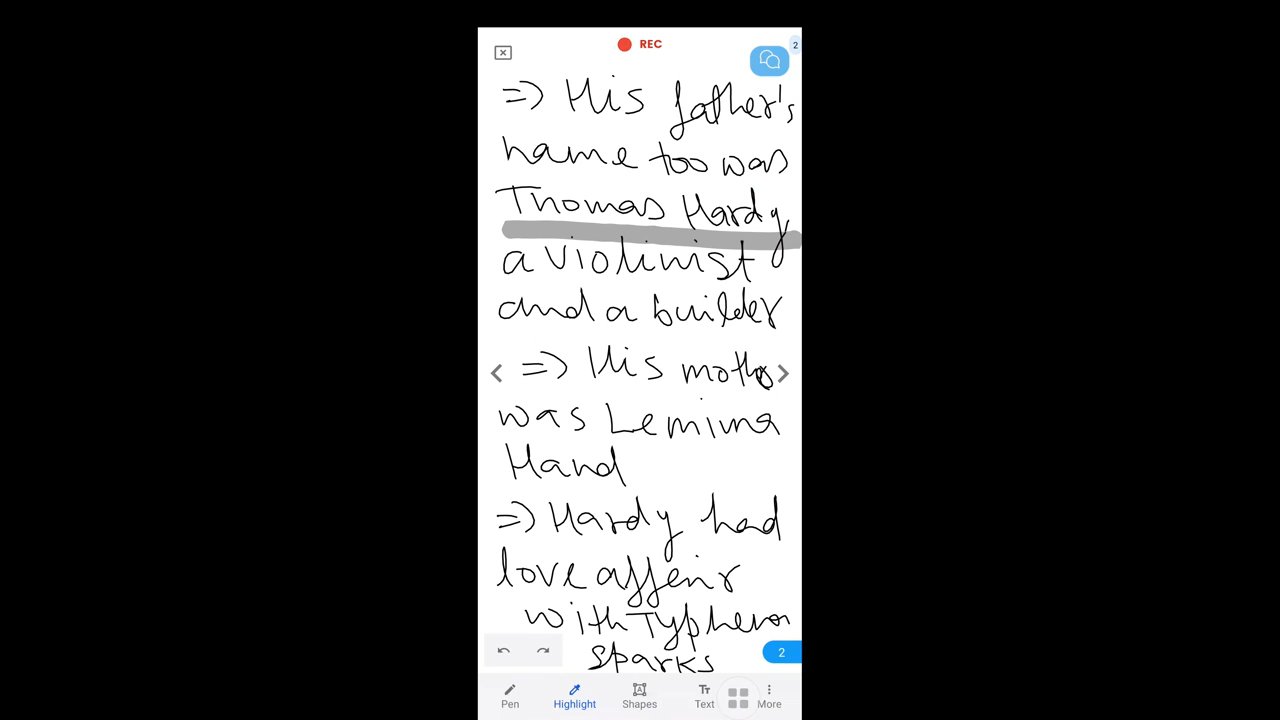 REC
2
=> His father's
name too was
Thomas Hardy
a violinist
and a builder
=> His mother
was Lemima
Hand
=> Hardy had
love affair
with Typhena
Sparks
2
Pen Highlight Shapes Text More